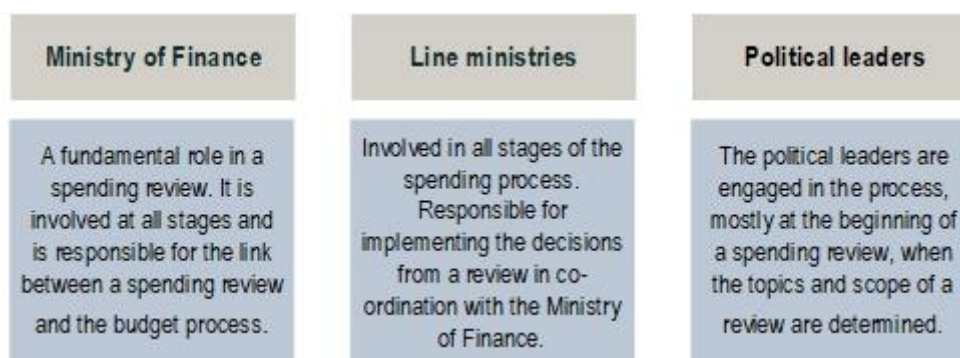 Ministry of Finance
A fundamental role in a
spending review. It is
involved at all stages and
is responsible for the link
between a spending review
and the budget process.
Line ministries
Involved in all stages of the
spending process.
Responsible for
implementing the decisions
from a review in co-
ordination with the Ministry
of Finance.
Political leaders
The political leaders are
engaged in the process,
mostly at the beginning of
a spending review, when
the topics and scope of a
review are determined.